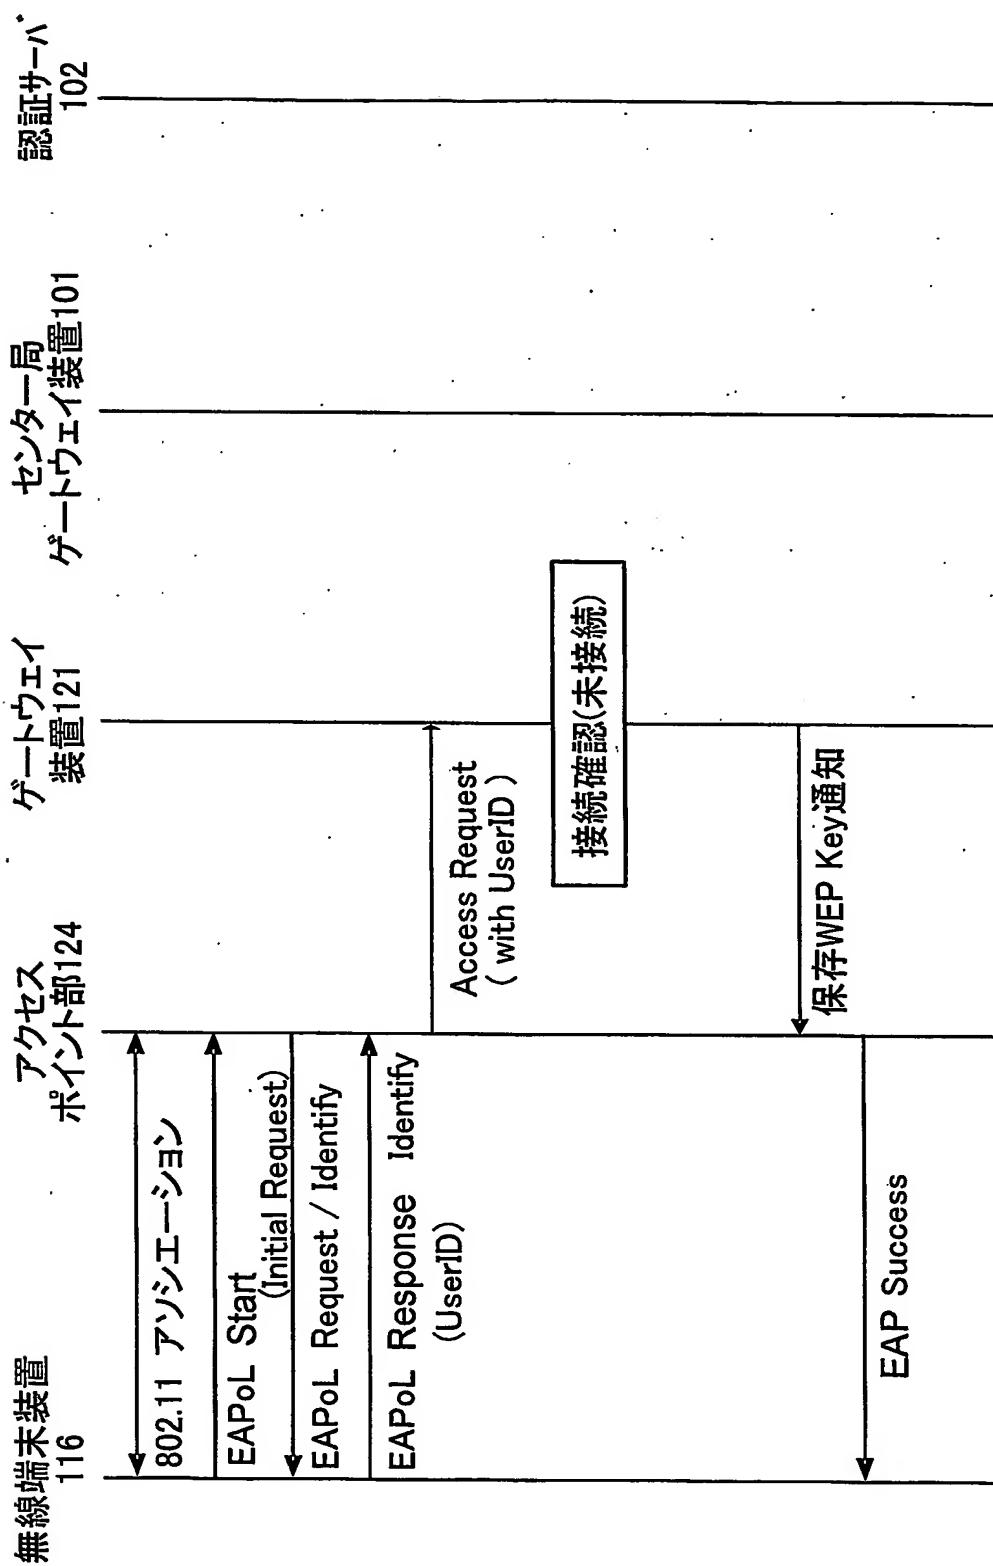 無線端末装置
116
アクセス
ポイント部124
ゲートウェイ
装置121
センター局
ゲートウェイ装置101
認証サーバ
102
802.11 アソシエーション
EAPoL Start
(Initial Request)
EAPoL Request / Identify
EAPoL Response Identify
(UserID)
Access Request
( with UserID )
接続確認(未接続)
保存WEP Key通知
EAP Success